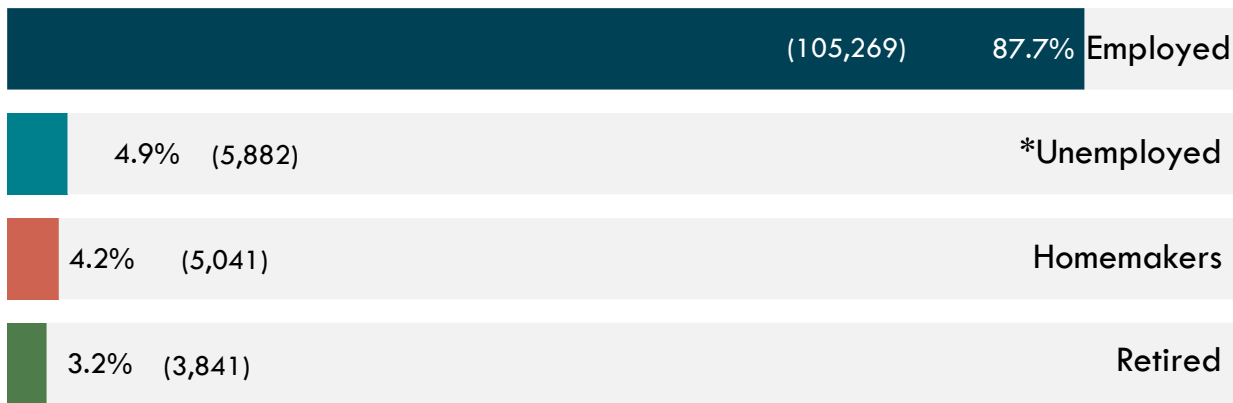 (105,269) 87.7% Employed
4.9% (5,882) *Unemployed
4.2% (5,041) Homemakers
3.2% (3,841) Retired